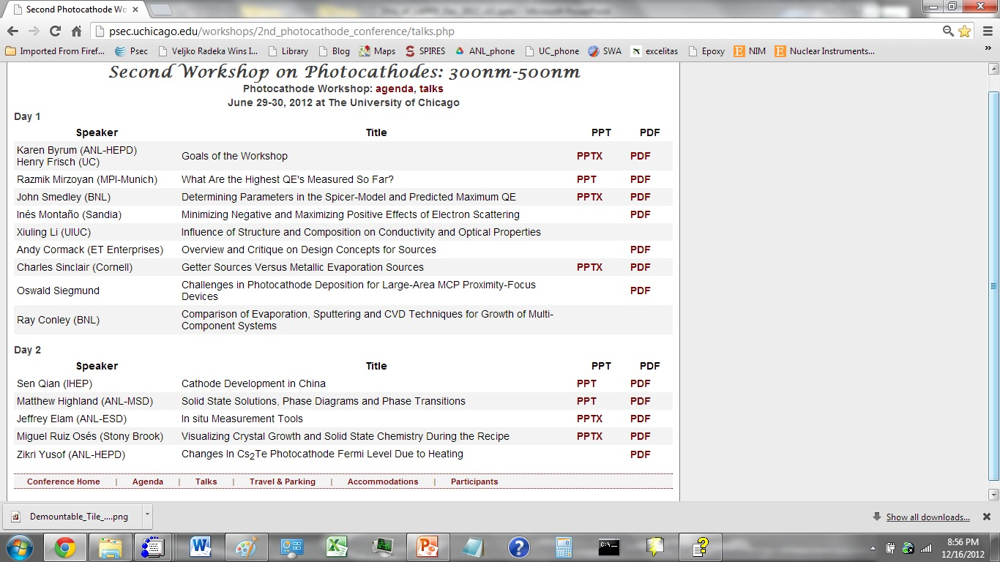 Second Photocathode Wo
psec.uchicago.edu/workshops/2nd_photocathode_conference/talks.php
Imported From Firef... Psec Veljko Radeka Wins I... Library Blog Maps SPIRES ANL_phone UC_phone SWA excelitas Epoxy NIM Nuclear Instruments... »
Second Workshop on Photocathodes: 300nm-500nm
Photocathode Workshop: agenda, talks
June 29-30, 2012 at The University of Chicago
Day 1
Speaker Title PPT PDF
Karen Byrum (ANL-HEPD)
Henry Frisch (UC) Goals of the Workshop PPTX PDF
Razmik Mirzoyan (MPI-Munich) What Are the Highest QE's Measured So Far? PPT PDF
John Smedley (BNL) Determining Parameters in the Spicer-Model and Predicted Maximum QE PPTX PDF
Inés Montaño (Sandia) Minimizing Negative and Maximizing Positive Effects of Electron Scattering PDF
Xiuling Li (UIUC) Influence of Structure and Composition on Conductivity and Optical Properties
Andy Cormack (ET Enterprises) Overview and Critique on Design Concepts for Sources PDF
Charles Sinclair (Cornell) Getter Sources Versus Metallic Evaporation Sources PPTX PDF
Oswald Siegmund Challenges in Photocathode Deposition for Large-Area MCP Proximity-Focus
Devices PDF
Ray Conley (BNL) Comparison of Evaporation, Sputtering and CVD Techniques for Growth of Multi-
Component Systems
Day 2
Speaker Title PPT PDF
Sen Qian (IHEP) Cathode Development in China PPT PDF
Matthew Highland (ANL-MSD) Solid State Solutions, Phase Diagrams and Phase Transitions PPT PDF
Jeffrey Elam (ANL-ESD) In situ Measurement Tools PPTX PDF
Miguel Ruiz Osés (Stony Brook) Visualizing Crystal Growth and Solid State Chemistry During the Recipe PPTX PDF
Zikri Yusof (ANL-HEPD) Changes In Cs2Te Photocathode Fermi Level Due to Heating PDF
Conference Home | Agenda | Talks | Travel & Parking | Accommodations | Participants
Demountable_Tile_....png Show all downloads...
8:56 PM
12/16/2012